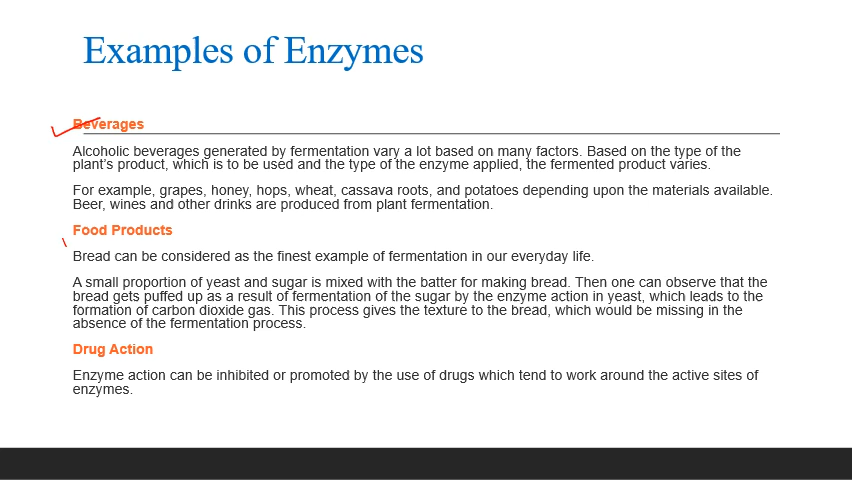 Examples of Enzymes
Beverages
Alcoholic beverages generated by fermentation vary a lot based on many factors. Based on the type of the
plant's product, which is to be used and the type of the enzyme applied, the fermented product varies.
For example, grapes, honey, hops, wheat, cassava roots, and potatoes depending upon the materials available.
Beer, wines and other drinks are produced from plant fermentation.
Food Products
Bread can be considered as the finest example of fermentation in our everyday life.
A small proportion of yeast and sugar is mixed with the batter for making bread. Then one can observe that the
bread gets puffed up as a result of fermentation of the sugar by the enzyme action in yeast, which leads to the
formation of carbon dioxide gas. This process gives the texture to the bread, which would be missing in the
absence of the fermentation process.
Drug Action
Enzyme action can be inhibited or promoted by the use of drugs which tend to work around the active sites of
enzymes.